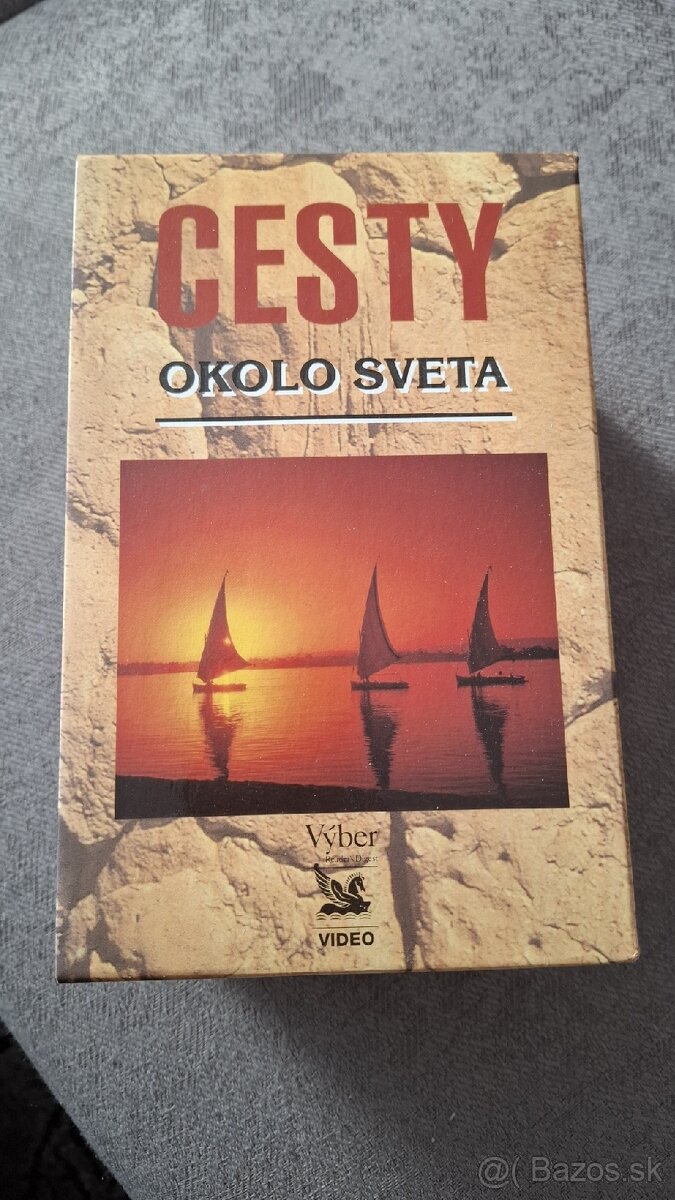 CESTY
OKOLO SVETA
Výber
Reader's Digest
VIDEO
@( Bazos.sk